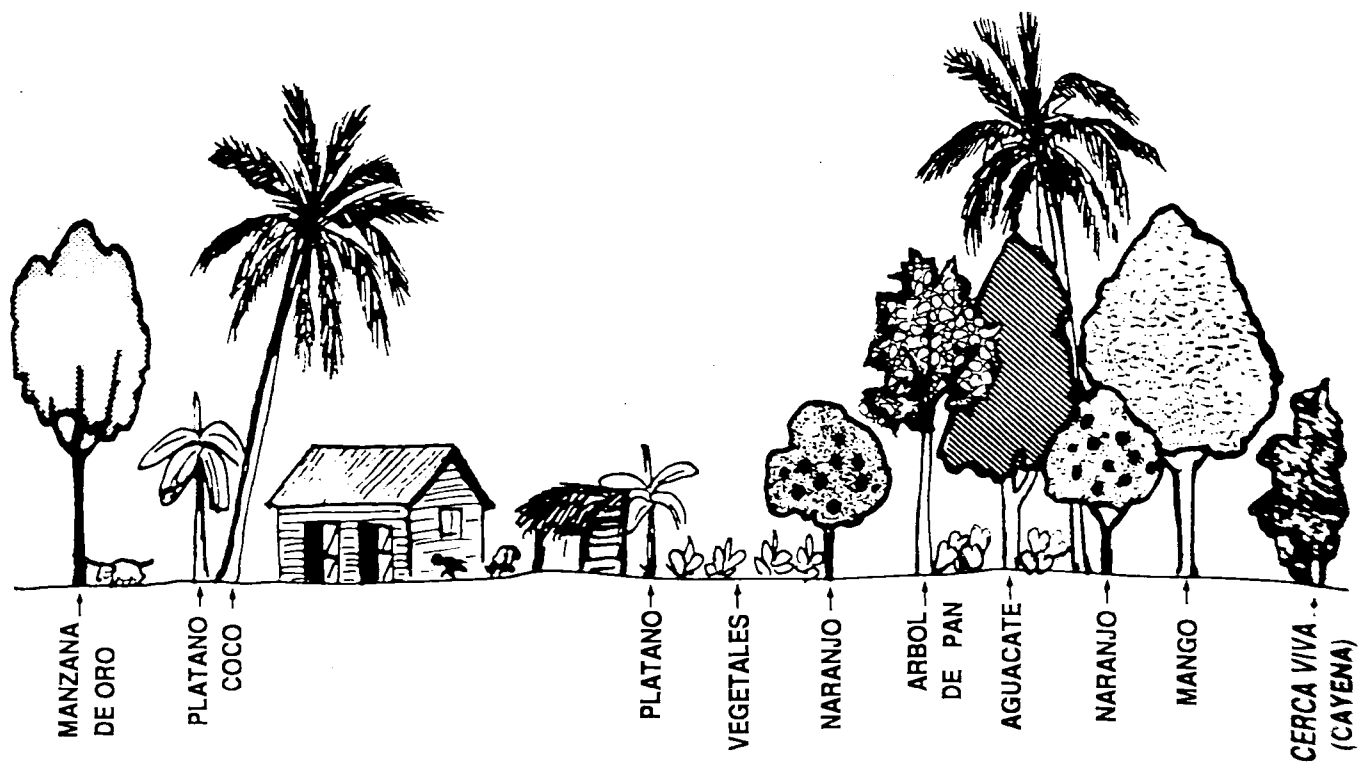 MANZANA
DE ORO
PLATANO
COCO
PLATANO
VEGETALES
NARANJO
ARBOL
DE PAN
AGUACATE
NARANJO
MANGO
CERCA VIVA
(CAYENA)